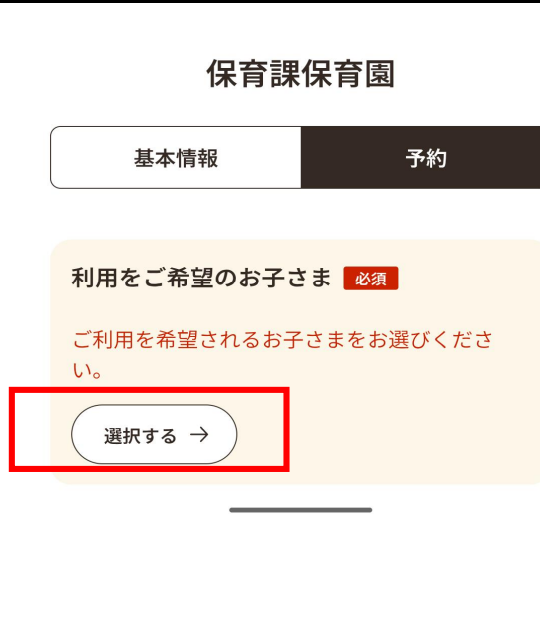 保育課保育園
基本情報
予約
利用をご希望のお子さま 必須
ご利用を希望されるお子さまをお選びくださ
い。
選択する →